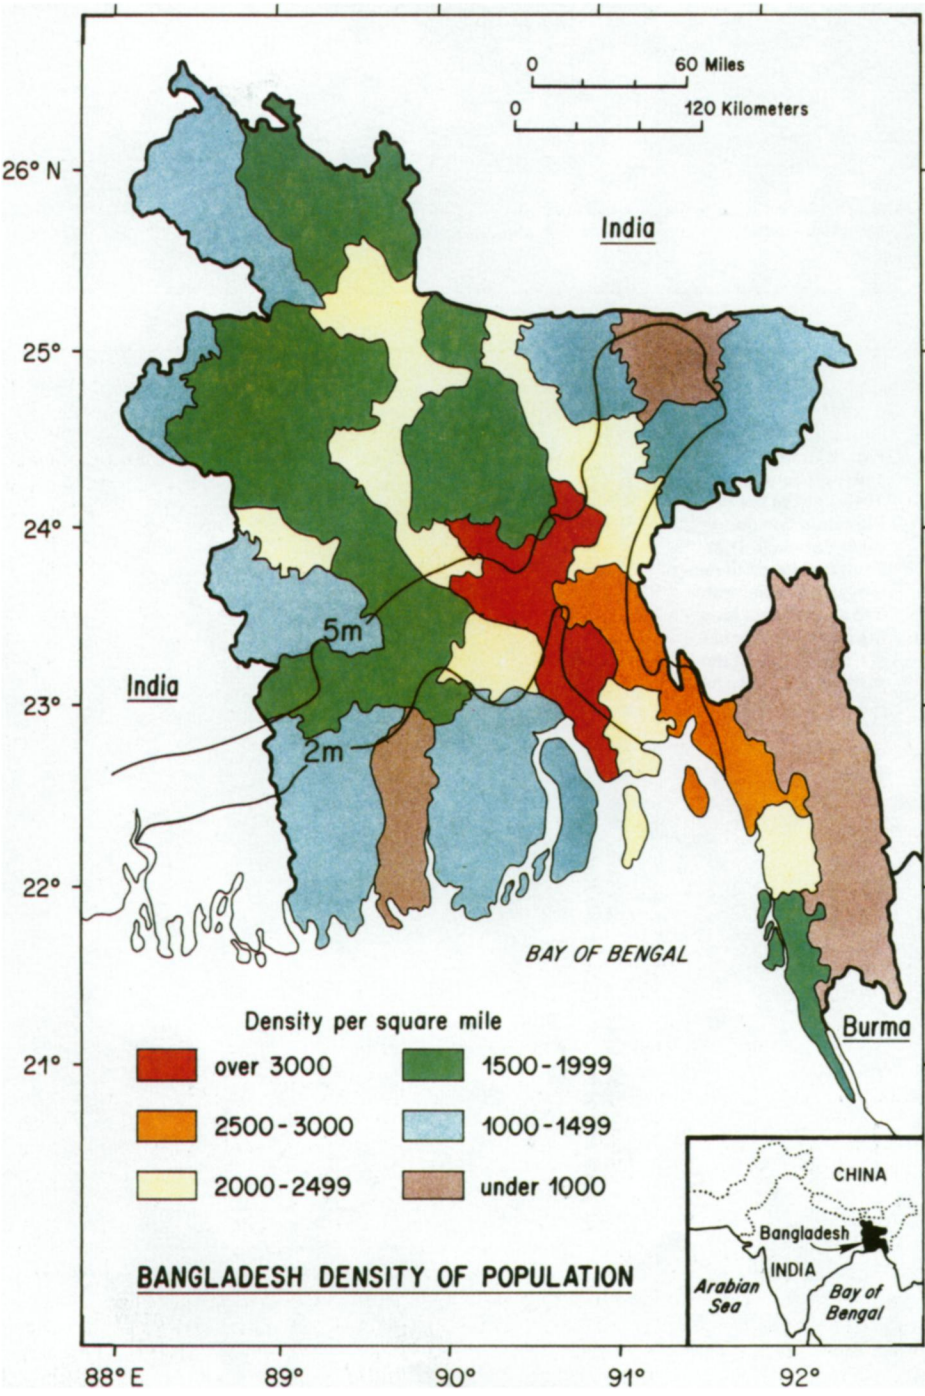 0 60 Miles
0 120 Kilometers
26° N
India
25°
24°
5m
India
23°
2m
22°
BAY OF BENGAL
Density per square mile
Burma
over 3000 1500-1999
21°
2500-3000 1000-1499
2000-2499 under 1000
CHINA
Bangladesh
INDIA
BANGLADESH DENSITY OF POPULATION
Arabian
Sea
Bay of
Bengal
88° E 89° 90° 91° 92°